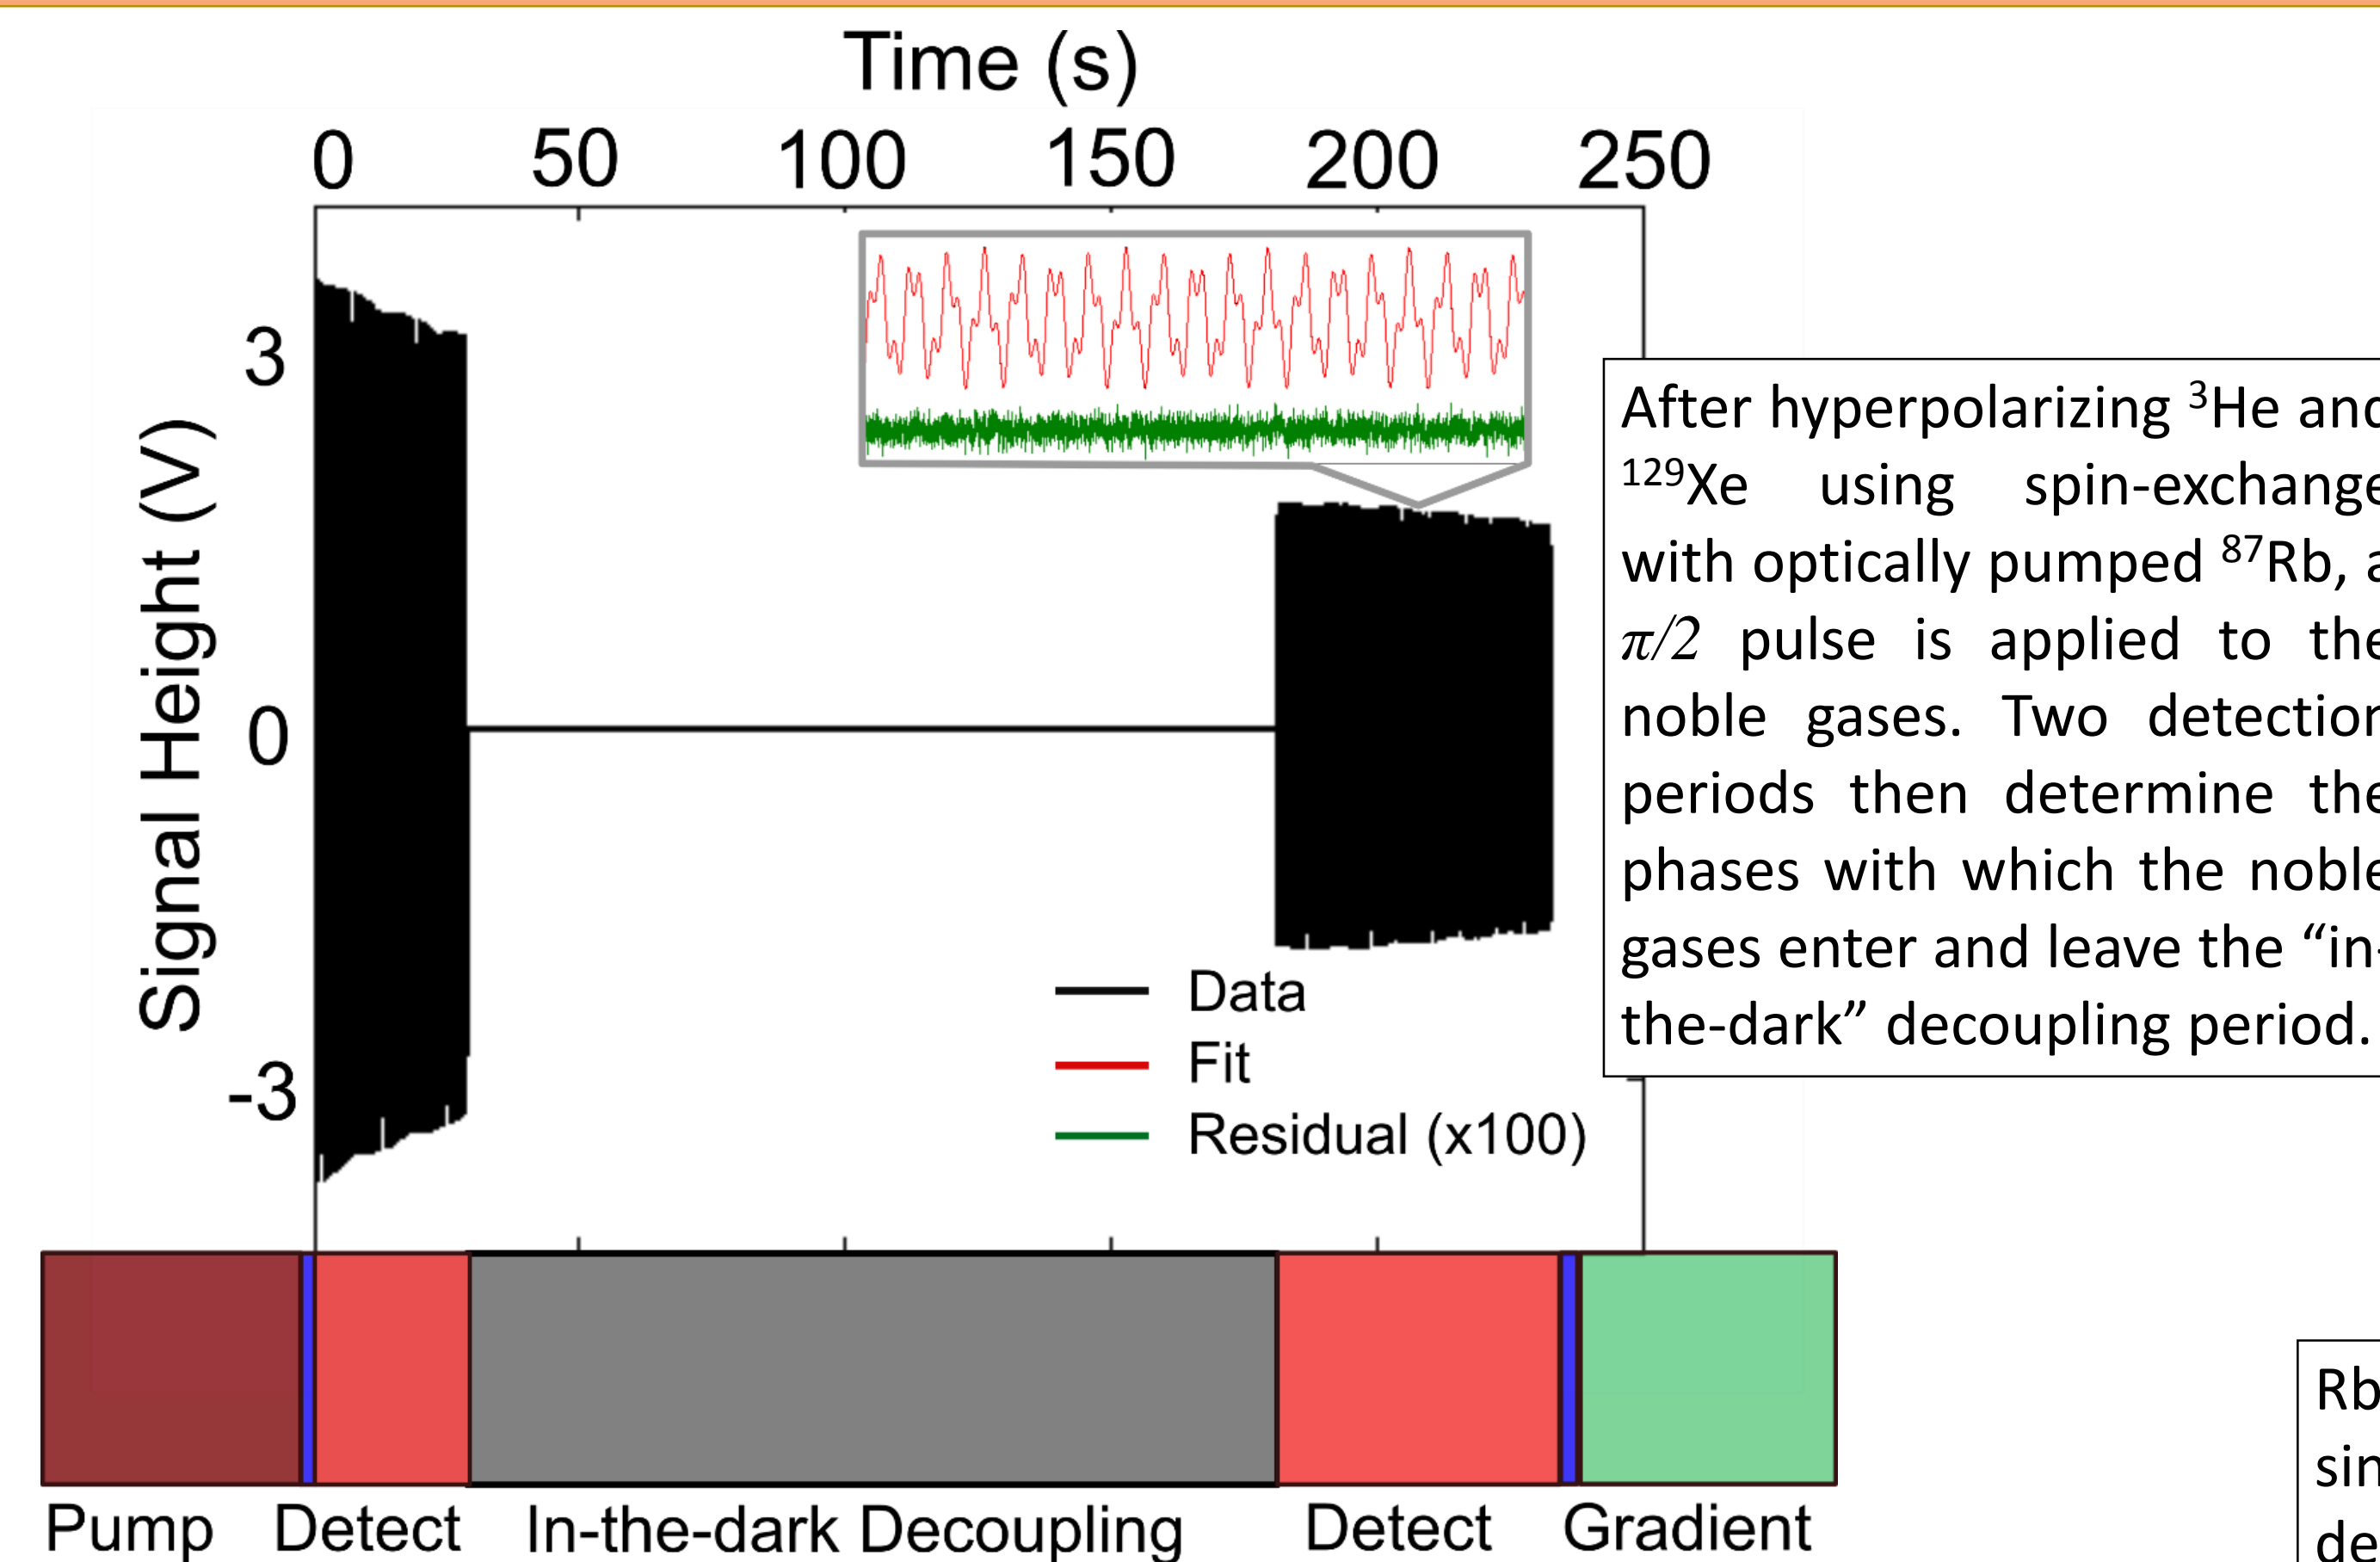 Time (s)
0 50 100 150 200 250
Signal Height (V)
3
0
-3
Data
Fit
Residual (x100)
Pump Detect In-the-dark Decoupling Detect Gradient
After hyperpolarizing ³He and
¹²⁹Xe using spin-exchange
with optically pumped ⁸⁷Rb, a
π/2 pulse is applied to the
noble gases. Two detection
periods then determine the
phases with which the noble
gases enter and leave the “in-
the-dark” decoupling period.
Rb